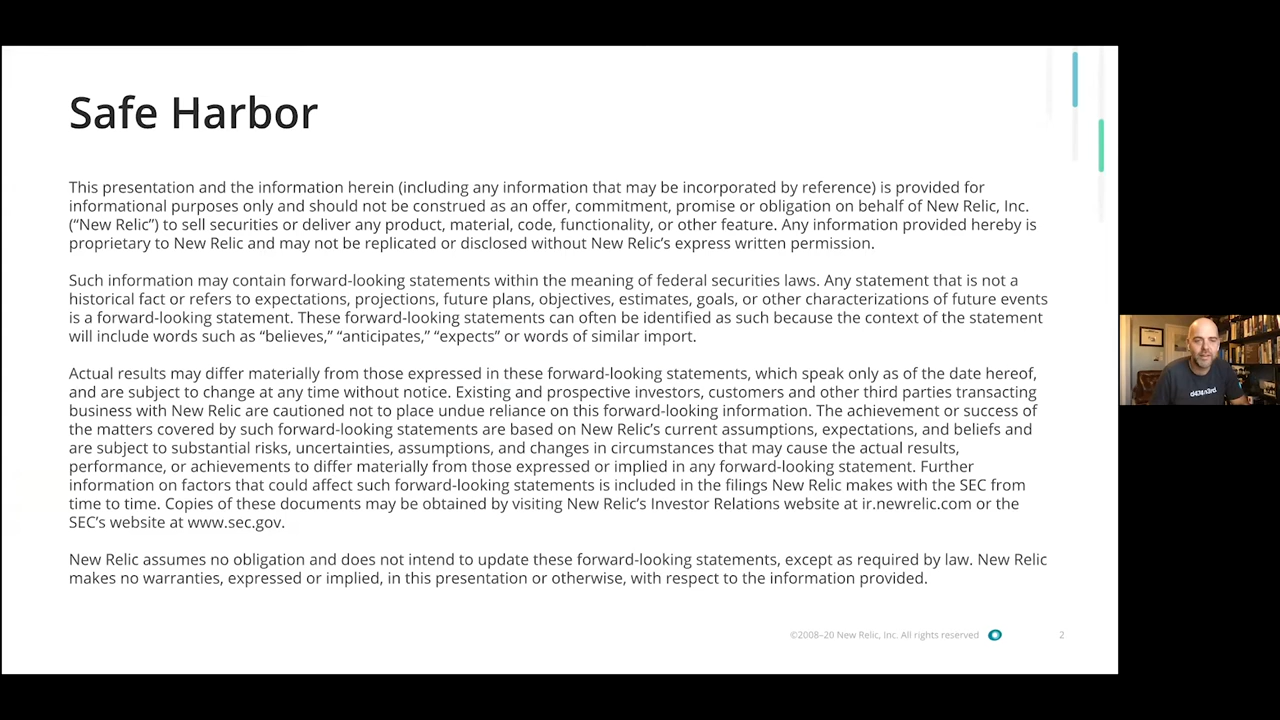 Safe Harbor
This presentation and the information herein (including any information that may be incorporated by reference) is provided for
informational purposes only and should not be construed as an offer, commitment, promise or obligation on behalf of New Relic, Inc.
(“New Relic”) to sell securities or deliver any product, material, code, functionality, or other feature. Any information provided hereby is
proprietary to New Relic and may not be replicated or disclosed without New Relic’s express written permission.
Such information may contain forward-looking statements within the meaning of federal securities laws. Any statement that is not a
historical fact or refers to expectations, projections, future plans, objectives, estimates, goals, or other characterizations of future events
is a forward-looking statement. These forward-looking statements can often be identified as such because the context of the statement
will include words such as “believes,” “anticipates,” “expects” or words of similar import.
Actual results may differ materially from those expressed in these forward-looking statements, which speak only as of the date hereof,
and are subject to change at any time without notice. Existing and prospective investors, customers and other third parties transacting
business with New Relic are cautioned not to place undue reliance on this forward-looking information. The achievement or success of
the matters covered by such forward-looking statements are based on New Relic’s current assumptions, expectations, and beliefs and
are subject to substantial risks, uncertainties, assumptions, and changes in circumstances that may cause the actual results,
performance, or achievements to differ materially from those expressed or implied in any forward-looking statement. Further
information on factors that could affect such forward-looking statements is included in the filings New Relic makes with the SEC from
time to time. Copies of these documents may be obtained by visiting New Relic’s Investor Relations website at ir.newrelic.com or the
SEC’s website at www.sec.gov.
New Relic assumes no obligation and does not intend to update these forward-looking statements, except as required by law. New Relic
makes no warranties, expressed or implied, in this presentation or otherwise, with respect to the information provided.
©2008–20 New Relic, Inc. All rights reserved
2